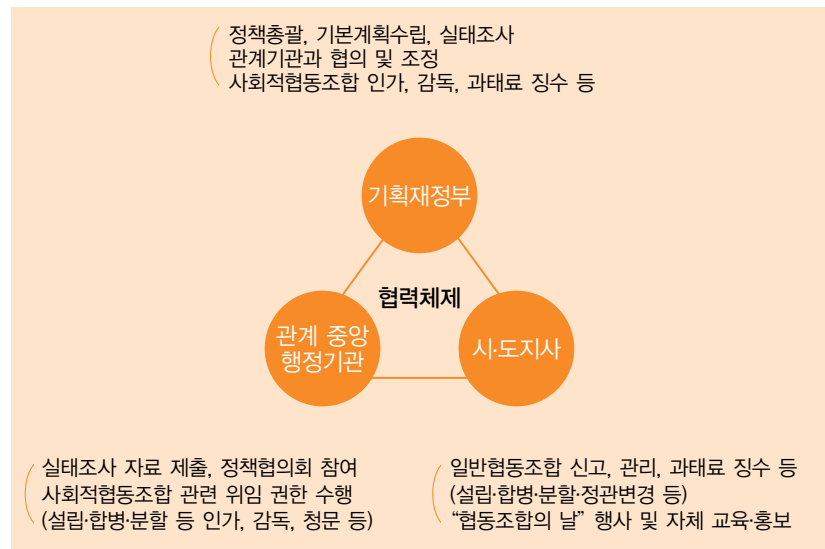 정책총괄, 기본계획수립, 실태조사
관계기관과 협의 및 조정
사회적협동조합 인가, 감독, 과태료 징수 등
기획재정부
협력체제
관계 중앙
행정기관
시·도지사
실태조사 자료 제출, 정책협의회 참여
사회적협동조합 관련 위임 권한 수행
(설립·합병·분할 등 인가, 감독, 청문 등)
일반협동조합 신고, 관리, 과태료 징수 등
(설립·합병·분할·정관변경 등)
“협동조합의 날” 행사 및 자체 교육·홍보